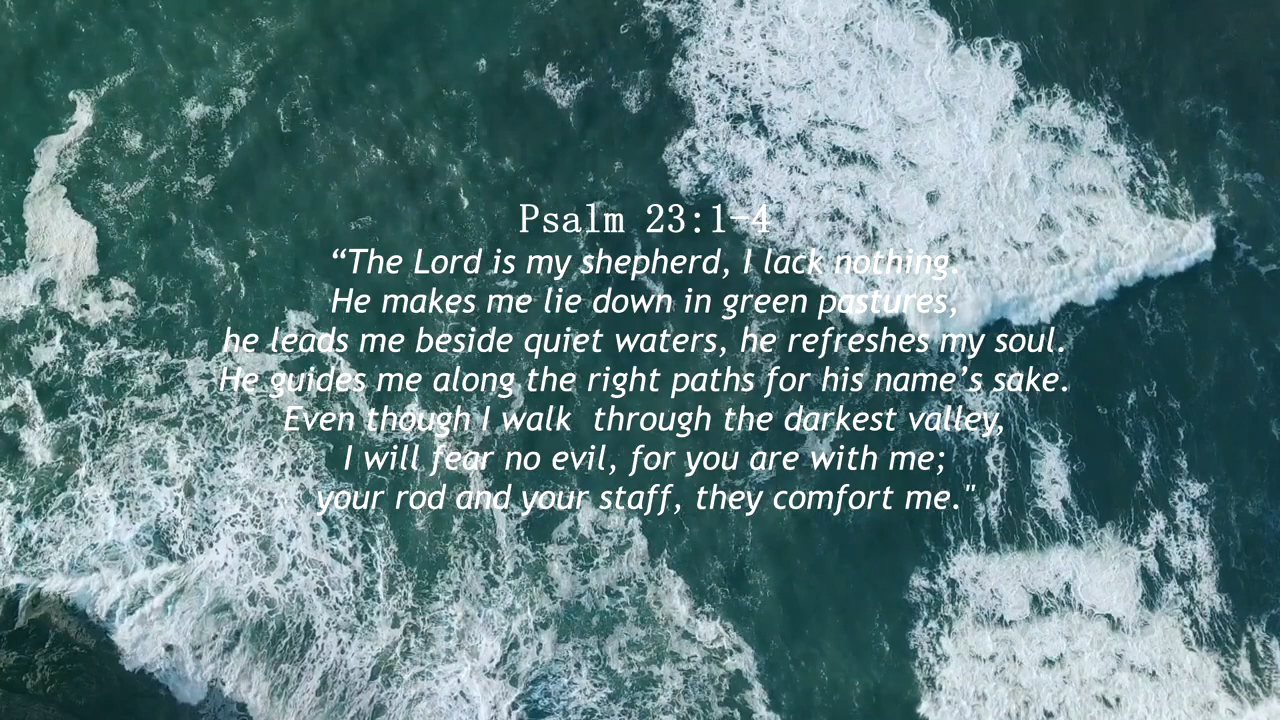 Psalm 23:1-4
“The Lord is my shepherd, I lack nothing.
He makes me lie down in green pastures,
he leads me beside quiet waters, he refreshes my soul.
He guides me along the right paths for his name’s sake.
Even though I walk  through the darkest valley,
I will fear no evil, for you are with me;
your rod and your staff, they comfort me."